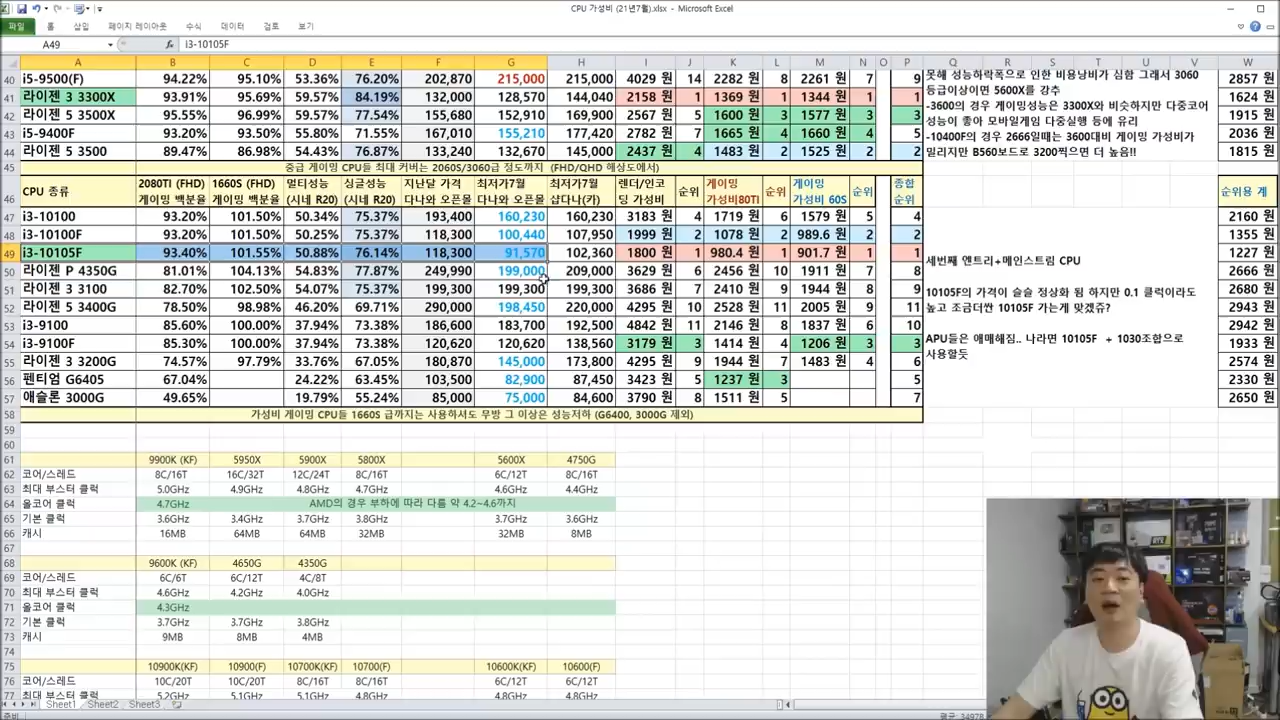 CPU 가성비 (21년7월).xlsx - Microsoft Excel
파일 홈 삽입 페이지 레이아웃 수식 데이터 검토 보기
A49 fx i3-10105F
A B C D E F G H I J K L M N O P Q R S T U V W
40 i5-9500(F) 94.22% 95.10% 53.36% 76.20% 202,870 215,000 215,000 4029 원 14 2282 원 8 2261 원 7 9 2857 원
41 라이젠 3 3300X 93.91% 95.69% 59.57% 84.19% 132,000 128,570 144,040 2158 원 1 1369 원 1 1344 원 1 1 1624 원
42 라이젠 5 3500X 95.55% 96.99% 59.57% 77.54% 155,680 152,910 169,900 2567 원 5 1600 원 3 1577 원 3 3 1915 원
43 i5-9400F 93.20% 93.50% 55.80% 71.55% 167,010 155,210 177,420 2782 원 7 1665 원 4 1660 원 4 5 2036 원
44 라이젠 5 3500 89.47% 86.98% 54.43% 76.87% 133,240 132,670 145,000 2437 원 4 1483 원 2 1525 원 2 2 1815 원
못해 성능하락폭으로 인한 비용낭비가 심함 그래서 3060
등급이상이면 5600X를 강추
-3600의 경우 게이밍성능은 3300X와 비슷하지만 다중코어
성능이 좋아 모바일게임 다중실행 등에 유리
-10400F의 경우 2666일때는 3600대비 게이밍 가성비가
밀리지만 B560보드로 3200찍으면 더 높음!!
45 중급 게이밍 CPU들 최대 커버는 2060S/3060급 정도까지 (FHD/QHD 해상도에서)
46 CPU 종류 2080TI (FHD) 게이밍 백분율 1660S (FHD) 게이밍 백분율 멀티성능 (시네 R20) 싱글성능 (시네 R20) 지난달 가격 다나와 오픈몰 최저가7월 다나와 오픈몰 최저가7월 샵다나(카) 렌더/인코딩 가성비 순위 게이밍 가성비80TI 순위 게이밍 가성비 60S 순위 종합 순위 순위용 계
47 i3-10100 93.20% 101.50% 50.34% 75.37% 193,400 160,230 160,230 3183 원 4 1719 원 6 1579 원 5 4 2160 원
48 i3-10100F 93.20% 101.50% 50.25% 75.37% 118,300 100,440 107,950 1999 원 2 1078 원 2 989.6 원 2 2 1355 원
49 i3-10105F 93.40% 101.55% 50.88% 76.14% 118,300 91,570 102,360 1800 원 1 980.4 원 1 901.7 원 1 1 1227 원
50 라이젠 P 4350G 81.01% 104.13% 54.83% 77.87% 249,990 199,000 209,000 3629 원 6 2456 원 10 1911 원 7 8 2666 원
51 라이젠 3 3100 82.70% 102.50% 54.07% 75.37% 199,300 199,300 199,300 3686 원 7 2410 원 9 1944 원 8 9 2680 원
52 라이젠 5 3400G 78.50% 98.98% 46.20% 69.71% 290,000 198,450 220,000 4295 원 10 2528 원 11 2005 원 9 11 2943 원
53 i3-9100 85.60% 100.00% 37.94% 73.38% 186,600 183,700 192,500 4842 원 11 2146 원 8 1837 원 6 10 2942 원
54 i3-9100F 85.30% 100.00% 37.94% 73.38% 120,620 120,620 138,560 3179 원 3 1414 원 4 1206 원 3 3 1933 원
55 라이젠 3 3200G 74.57% 97.79% 33.76% 67.05% 180,870 145,000 173,800 4295 원 9 1944 원 7 1483 원 4 6 2574 원
56 펜티엄 G6405 67.04% 24.22% 63.45% 103,500 82,900 87,450 3423 원 5 1237 원 3 5 2330 원
57 애슬론 3000G 49.65% 19.79% 55.24% 85,000 75,000 84,600 3790 원 8 1511 원 5 7 2650 원
세번째 엔트리+메인스트림 CPU
10105F의 가격이 슬슬 정상화 됨 하지만 0.1 클럭이라도
높고 조금더싼 10105F 가는게 맞겠쥬?
APU들은 애매해짐.. 나라면 10105F + 1030조합으로
사용할듯
58 가성비 게이밍 CPU들 1660S 급까지는 사용하셔도 무방 그 이상은 성능저하 (G6400, 3000G 제외)
59
60
61 9900K (KF) 5950X 5900X 5800X 5600X 4750G
62 코어/스레드 8C/16T 16C/32T 12C/24T 8C/16T 6C/12T 8C/16T
63 최대 부스터 클럭 5.0GHz 4.9GHz 4.8GHz 4.7GHz 4.6GHz 4.4GHz
64 올코어 클럭 4.7GHz AMD의 경우 부하에 따라 다름 약 4.2~4.6까지
65 기본 클럭 3.6GHz 3.4GHz 3.7GHz 3.8GHz 3.7GHz 3.6GHz
66 캐시 16MB 64MB 64MB 32MB 32MB 8MB
67
68 9600K (KF) 4650G 4350G
69 코어/스레드 6C/6T 6C/12T 4C/8T
70 최대 부스터 클럭 4.6GHz 4.2GHz 4.0GHz
71 올코어 클럭 4.3GHz
72 기본 클럭 3.7GHz 3.7GHz 3.8GHz
73 캐시 9MB 8MB 4MB
74
75 10900K(KF) 10900(F) 10700K(KF) 10700(F) 10600K(KF) 10600(F)
76 코어/스레드 10C/20T 10C/20T 8C/16T 8C/16T 6C/12T 6C/12T
77 최대 부스터 클럭 5.2GHz 5.1GHz 5.1GHz 4.8GHz 4.8GHz 4.8GHz
Sheet1 Sheet2 Sheet3
준비 평균: 34978